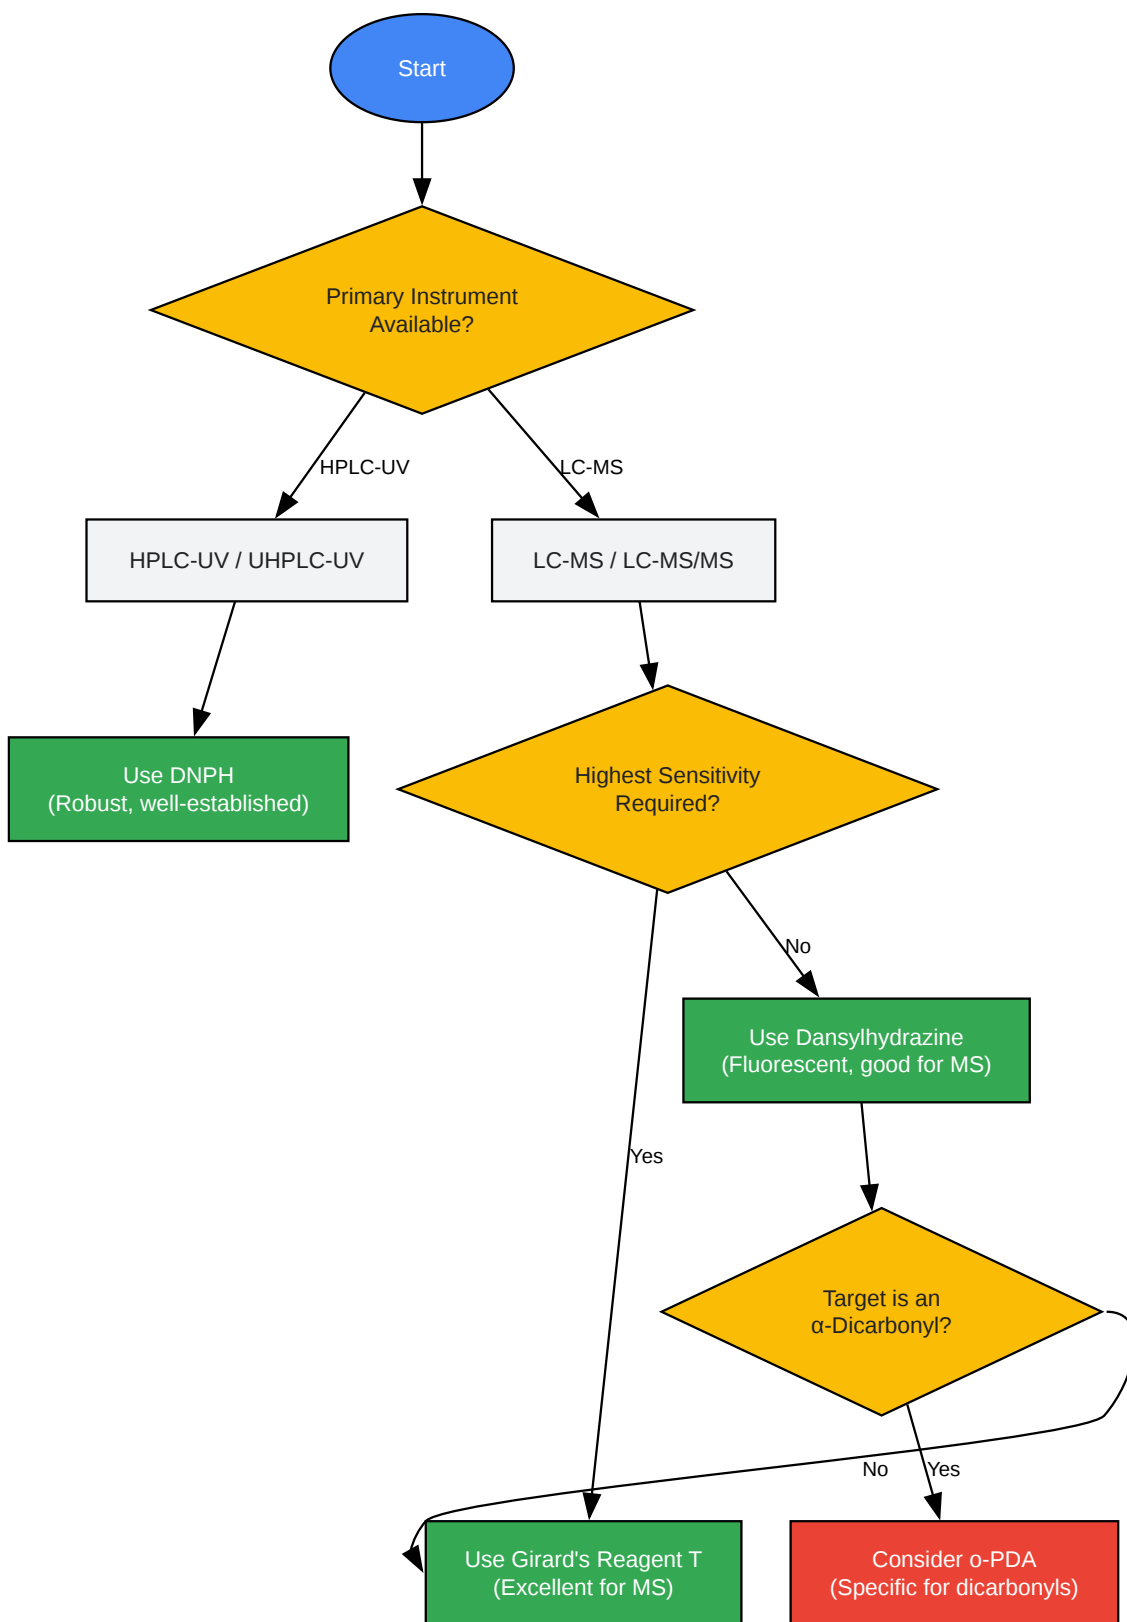 Start
Primary Instrument
Available?
HPLC-UV
LC-MS
HPLC-UV / UHPLC-UV
LC-MS / LC-MS/MS
Use DNPH
(Robust, well-established)
Highest Sensitivity
Required?
No
Use Dansylhydrazine
(Fluorescent, good for MS)
Yes
Target is an
α-Dicarbonyl?
No
Yes
Use Girard's Reagent T
(Excellent for MS)
Consider o-PDA
(Specific for dicarbonyls)